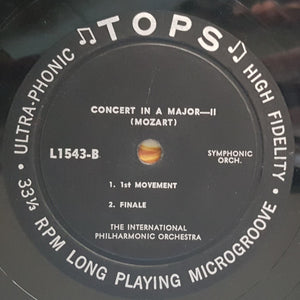 TOPS
ULTRA-PHONIC
HIGH FIDELITY
CONCERT IN A MAJOR—II
(MOZART)
L1543-B
SYMPHONIC
ORCH.
1. 1st MOVEMENT
2. FINALE
THE INTERNATIONAL
PHILHARMONIC ORCHESTRA
33⅓ RPM LONG PLAYING MICROGROOVE